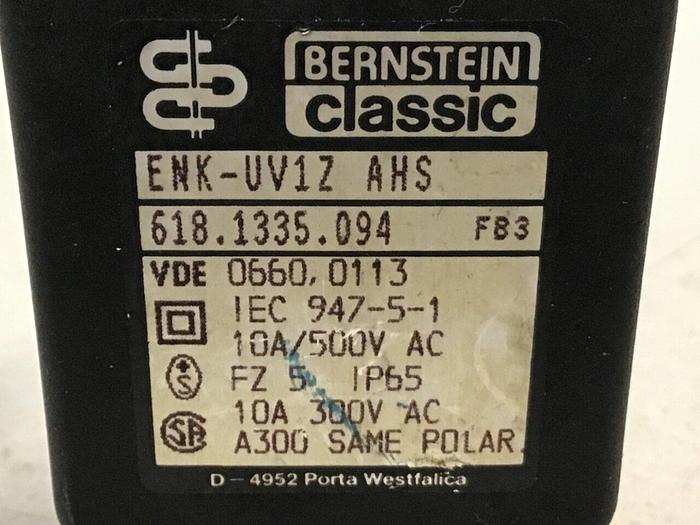 BERNSTEIN
classic
ENK-UV1Z AHS
618.1335.094 FB3
VDE 0660,0113
IEC 947-5-1
10A/500V AC
S FZ 5 IP65
10A 300V AC
SA A300 SAME POLAR.
D – 4952 Porta Westfalica